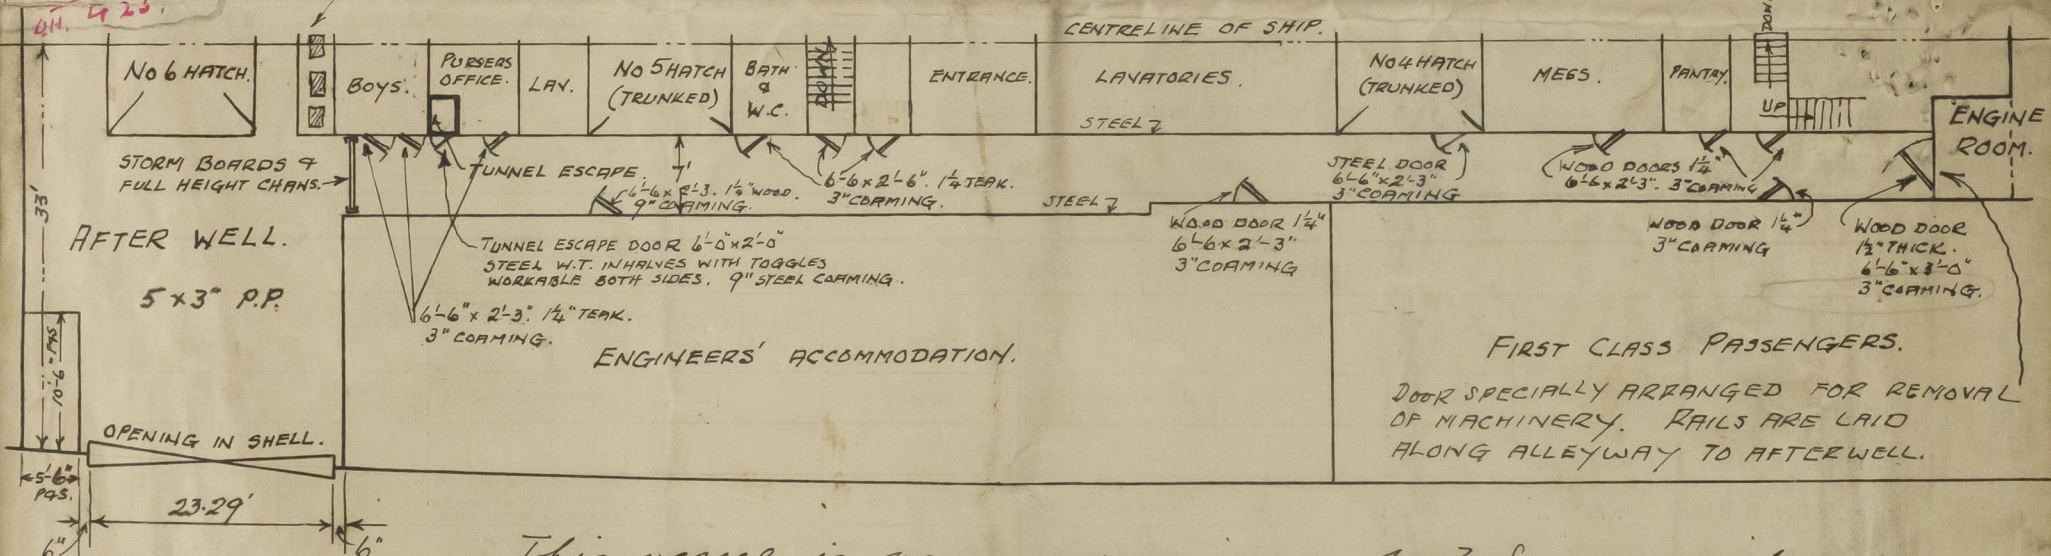 CENTRELINE OF SHIP.
No 6 HATCH.
BOYS.
PURSERS
OFFICE.
LAV.
No 5 HATCH
(TRUNKED)
BATH
&
W.C.
DOWN
ENTRANCE.
LAVATORIES.
No 4 HATCH
(TRUNKED)
MESS.
PANTRY.
UP
ENGINE
ROOM.
STEEL
STORM BOARDS &
FULL HEIGHT CHANS.
TUNNEL ESCAPE.
7'
6'-6 x 2'-3. 1¼" WOOD.
9" COAMING.
6'-6 x 2'-6". 1¼ TEAK.
3" COAMING.
STEEL
STEEL DOOR
6'-6" x 2'-3"
3" COAMING
WOOD DOORS 1¼"
6'-6 x 2'-3". 3" COAMING
33'
AFTER WELL.
5 x 3" P.P.
TUNNEL ESCAPE DOOR 6'-0" x 2'-0"
STEEL W.T. IN HALVES WITH TOGGLES
WORKABLE BOTH SIDES. 9" STEEL COAMING.
WOOD DOOR 1¼"
6'-6 x 2'-3"
3" COAMING
WOOD DOOR 1¼"
3" COAMING
WOOD DOOR
1½" THICK.
6'-6" x 3'-0"
3" COAMING.
6'-6" x 2'-3". 1¼" TEAK.
3" COAMING.
ENGINEERS' ACCOMMODATION.
FIRST CLASS PASSENGERS.
DOOR SPECIALLY ARRANGED FOR REMOVAL
OF MACHINERY. RAILS ARE LAID
ALONG ALLEYWAY TO AFTERWELL.
10'-6" P&S
OPENING IN SHELL.
5'-6"
P&S.
23.29'
6"
6"
This vessel is